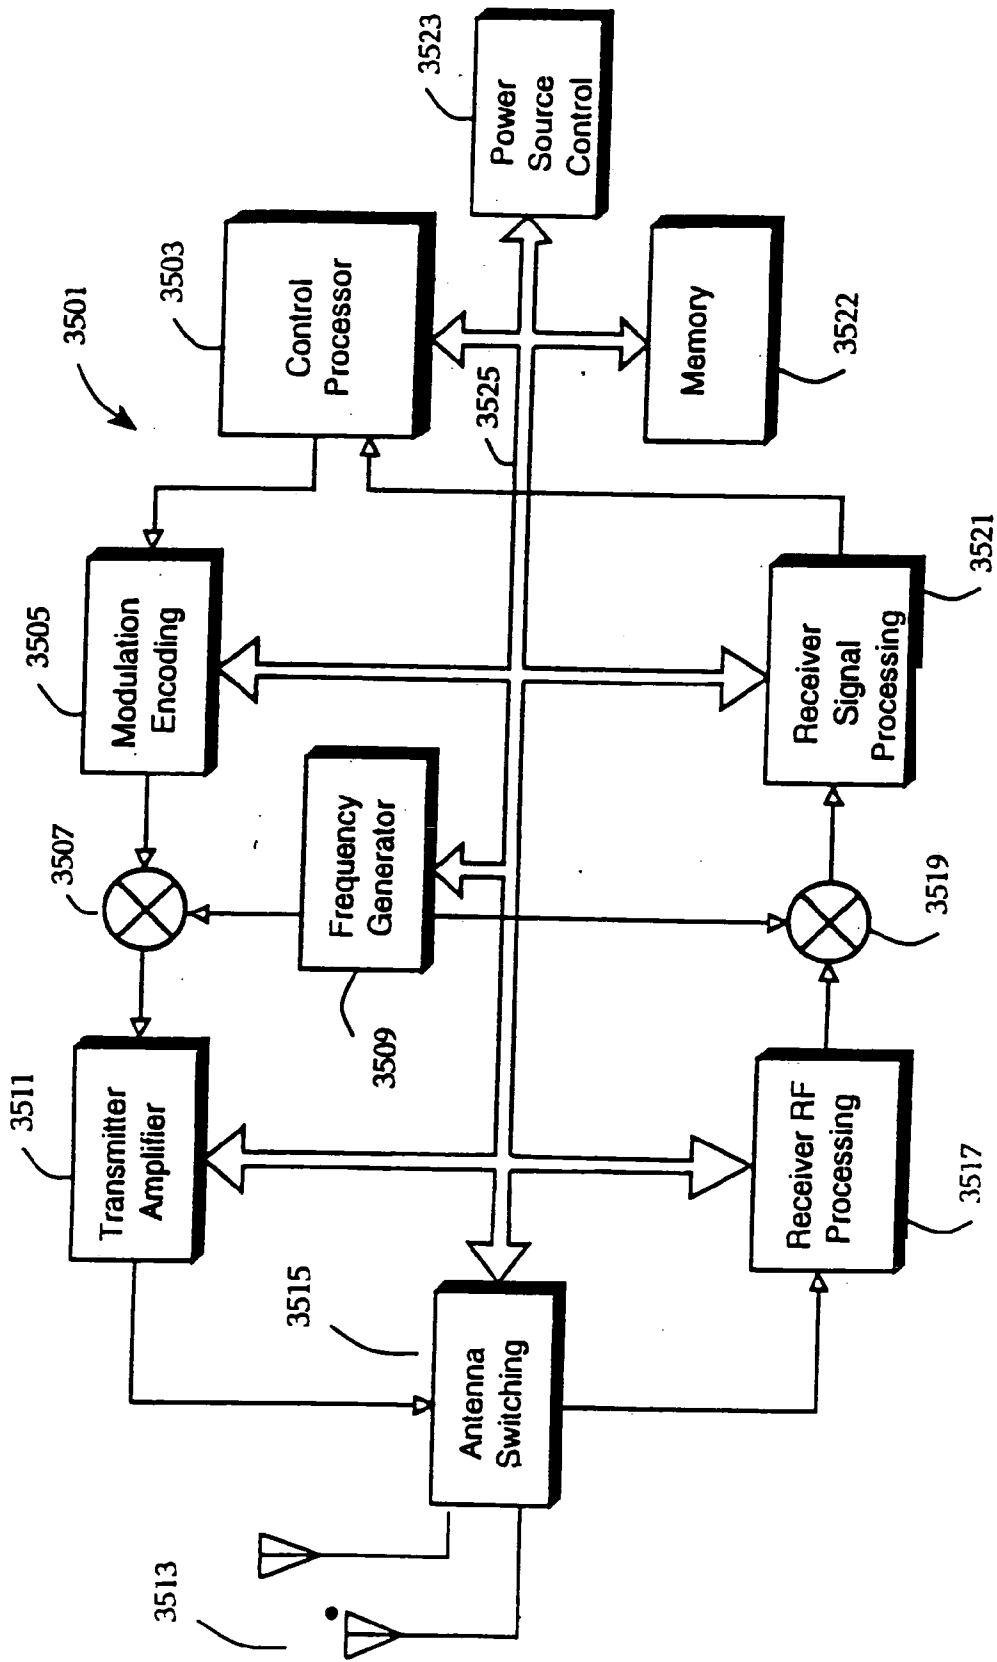 3501
3513
3515
Antenna
Switching
3511
Transmitter
Amplifier
3507
3505
Modulation
Encoding
3503
Control
Processor
3509
Frequency
Generator
3525
3523
Power
Source
Control
3517
Receiver RF
Processing
3519
3521
Receiver
Signal
Processing
3522
Memory